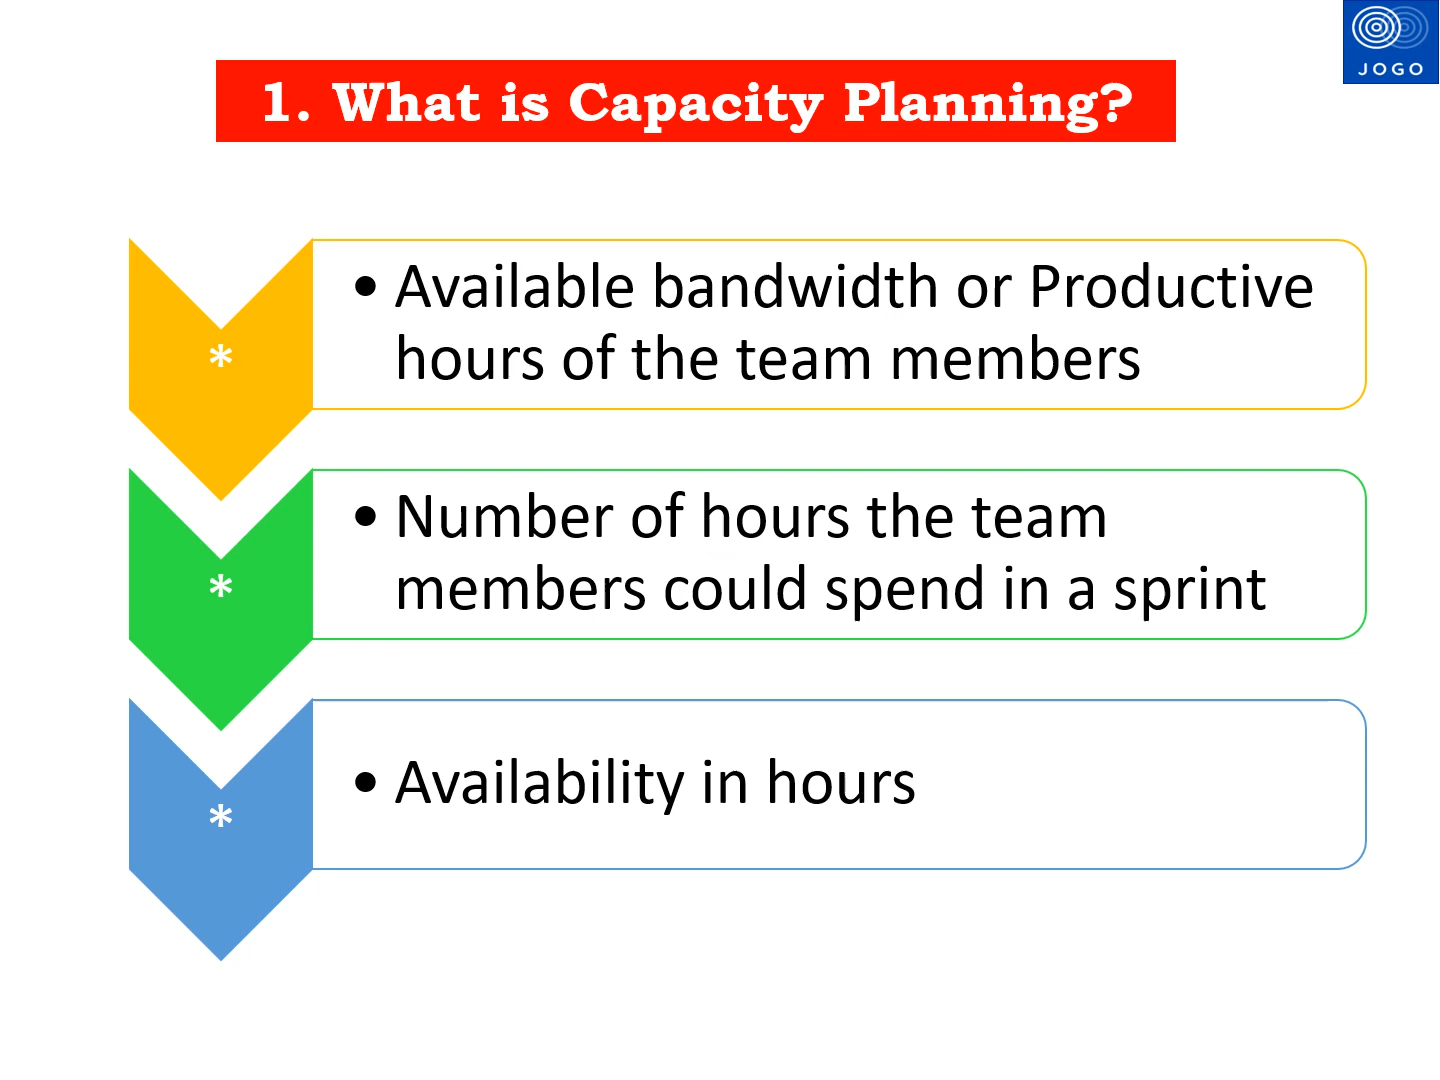 JOGO
1. What is Capacity Planning?
*
• Available bandwidth or Productive
hours of the team members
*
• Number of hours the team
members could spend in a sprint
*
• Availability in hours